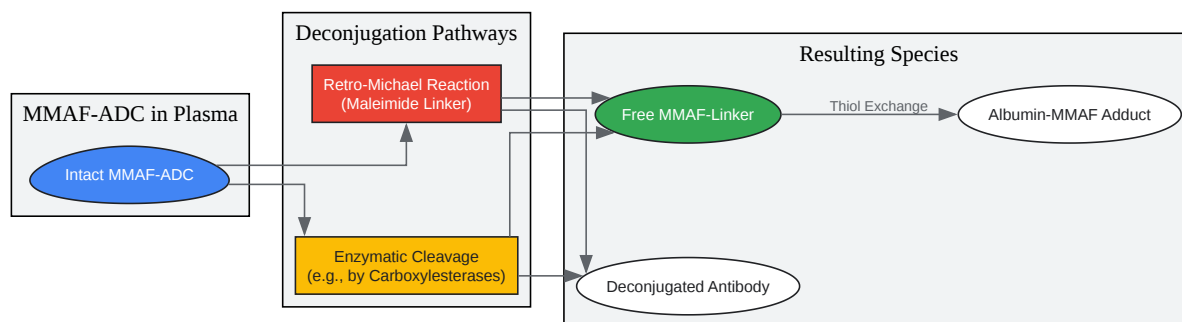 MMAF-ADC in Plasma
Intact MMAF-ADC
Deconjugation Pathways
Retro-Michael Reaction
(Maleimide Linker)
Enzymatic Cleavage
(e.g., by Carboxylesterases)
Resulting Species
Free MMAF-Linker
Thiol Exchange
Albumin-MMAF Adduct
Deconjugated Antibody